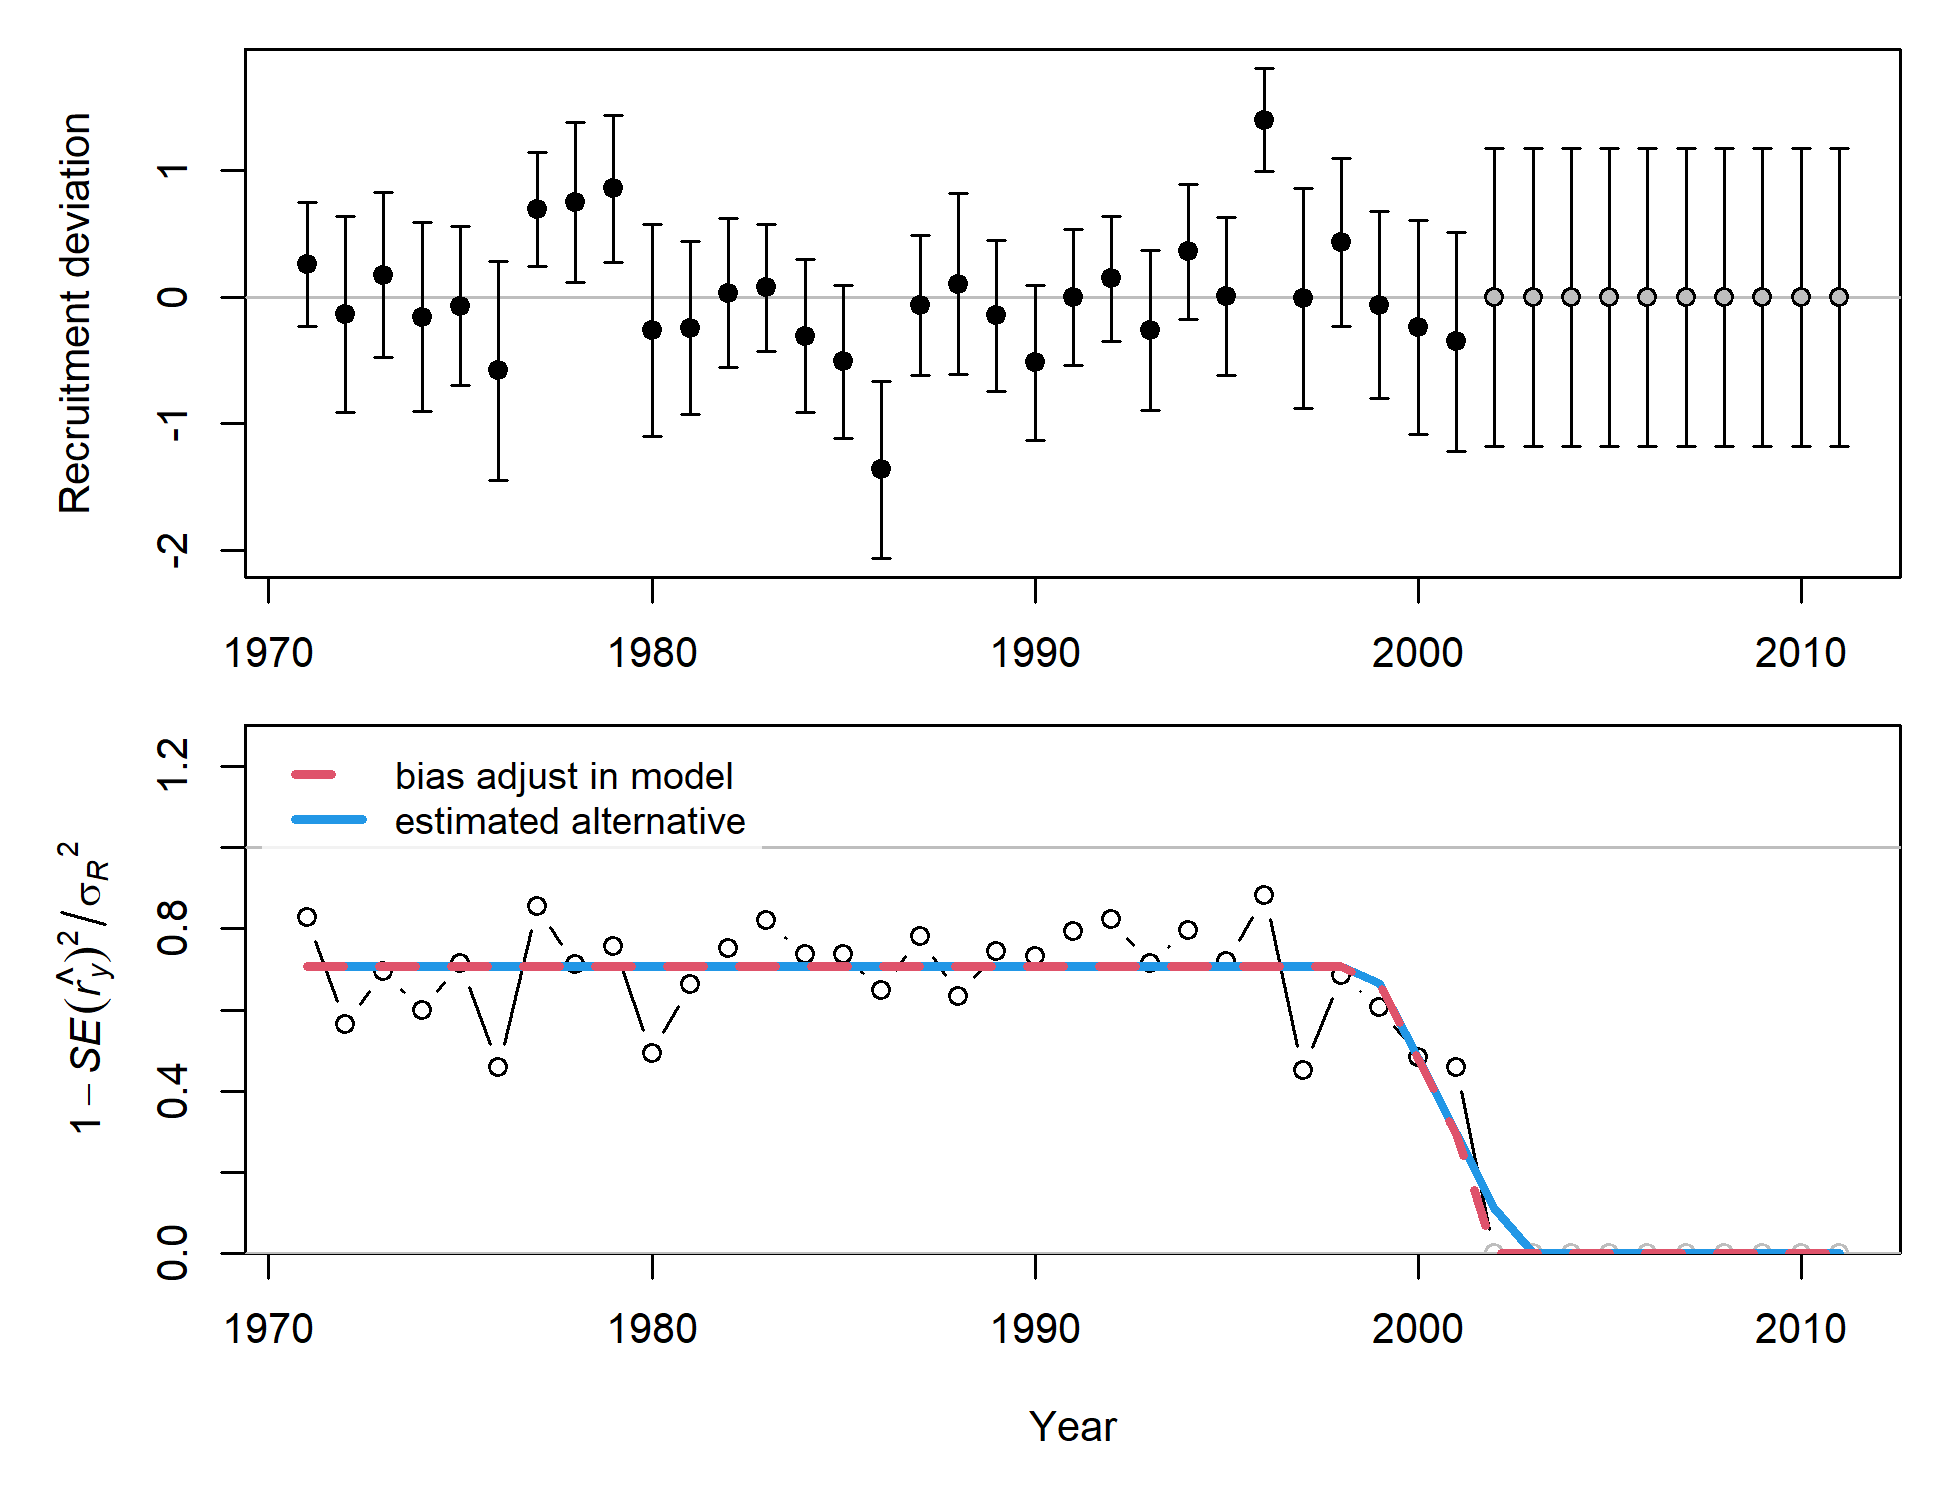 Recruitment deviation
1
0
-1
-2
1970 1980 1990 2000 2010
bias adjust in model
estimated alternative
1 − SE(r̂y)² / σR²
1.2
0.8
0.4
0.0
1970 1980 1990 2000 2010
Year